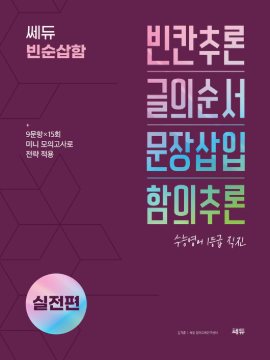 쎄듀
빈순삽함
빈칸추론
글의순서
문장삽입
함의추론
9문항×15회
미니 모의고사로
전략 적용
수능영어 1등급 직진
실전편
쎄듀